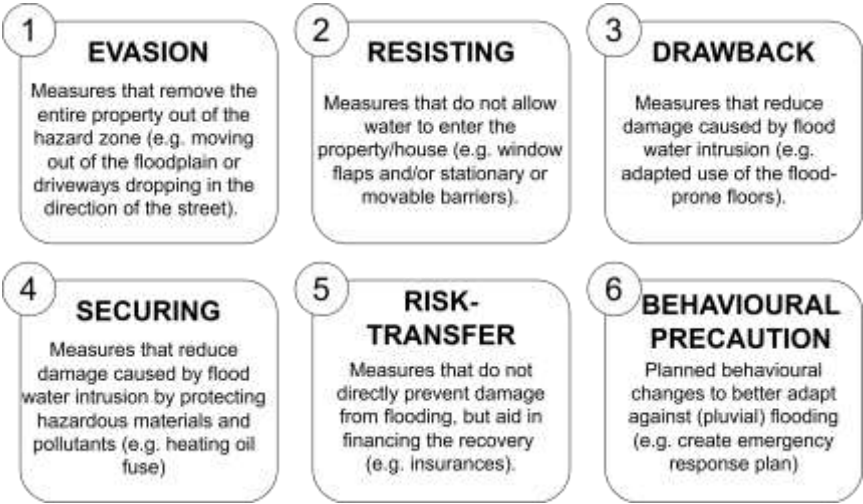 1
EVASION
Measures that remove the
entire property out of the
hazard zone (e.g. moving
out of the floodplain or
driveways dropping in the
direction of the street).
2
RESISTING
Measures that do not allow
water to enter the
property/house (e.g. window
flaps and/or stationary or
movable barriers).
3
DRAWBACK
Measures that reduce
damage caused by flood
water intrusion (e.g.
adapted use of the flood-
prone floors).
4
SECURING
Measures that reduce
damage caused by flood
water intrusion by protecting
hazardous materials and
pollutants (e.g. heating oil
fuse)
5
RISK-
TRANSFER
Measures that do not
directly prevent damage
from flooding, but aid in
financing the recovery
(e.g. insurances).
6
BEHAVIOURAL
PRECAUTION
Planned behavioural
changes to better adapt
against (pluvial) flooding
(e.g. create emergency
response plan)